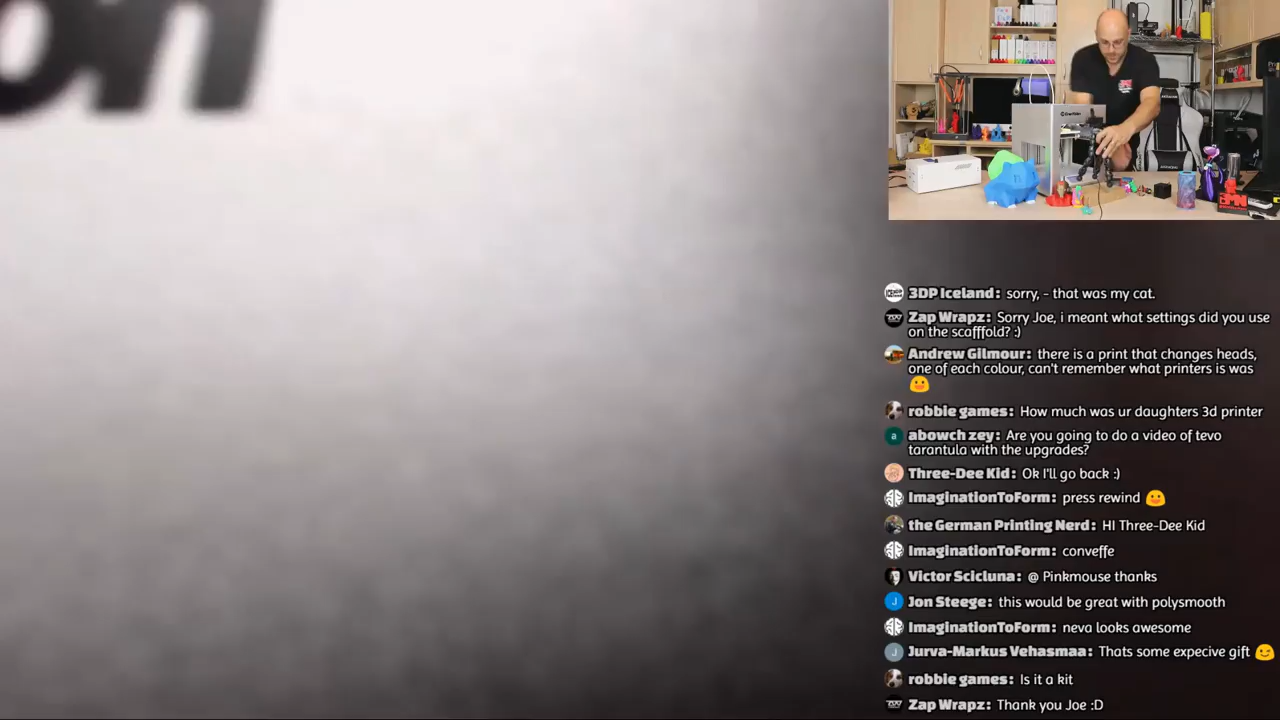 on
3DP Iceland: sorry, - that was my cat.
Zap Wrapz: Sorry Joe, i meant what settings did you use
on the scafffold? :)
Andrew Gilmour: there is a print that changes heads,
one of each colour, can't remember what printers is was
robbie games: How much was ur daughters 3d printer
abowch zey: Are you going to do a video of tevo
tarantula with the upgrades?
Three-Dee Kid: Ok I'll go back :)
ImaginationToForm: press rewind
the German Printing Nerd: HI Three-Dee Kid
ImaginationToForm: conveffe
Victor Scicluna: @ Pinkmouse thanks
Jon Steege: this would be great with polysmooth
ImaginationToForm: neva looks awesome
Jurva-Markus Vehasmaa: Thats some expecive gift
robbie games: Is it a kit
Zap Wrapz: Thank you Joe :D